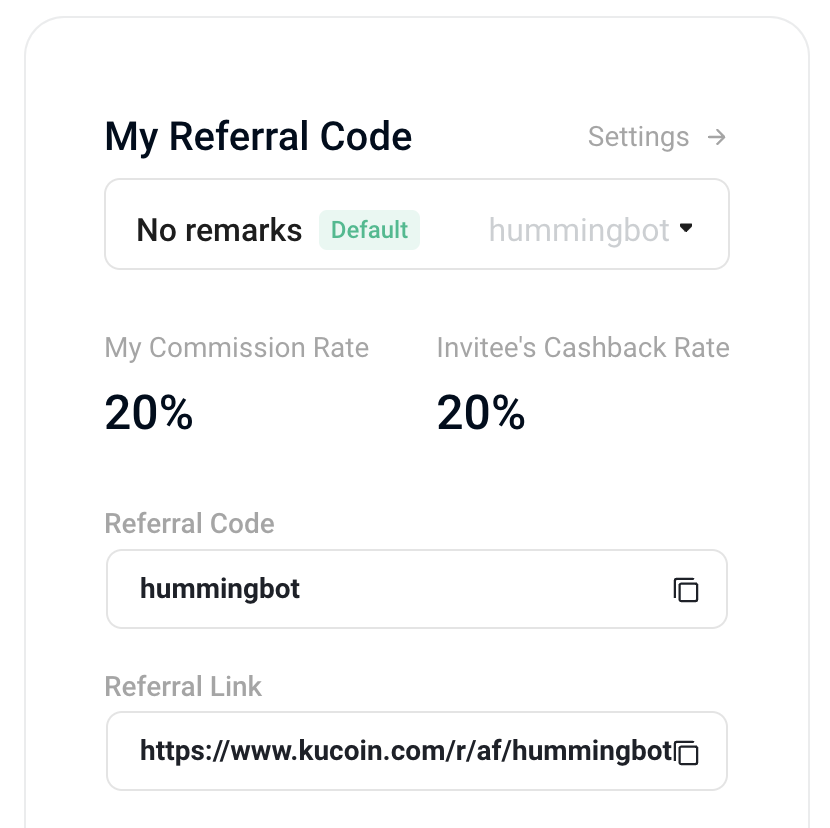 My Referral Code Settings →
No remarks Default hummingbot
My Commission Rate Invitee's Cashback Rate
20% 20%
Referral Code
hummingbot
Referral Link
https://www.kucoin.com/r/af/hummingbot